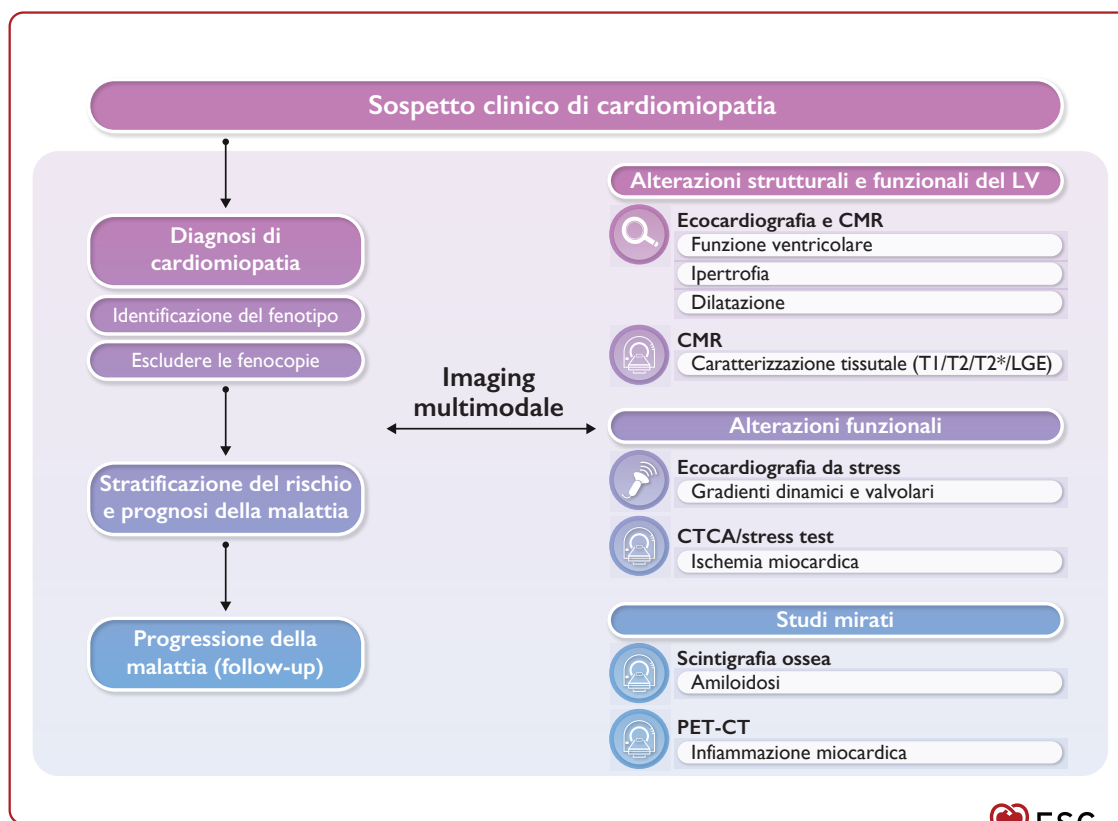 Sospetto clinico di cardiomiopatia
Diagnosi di
cardiomiopatia
Identificazione del fenotipo
Escludere le fenocopie
Stratificazione del rischio
e prognosi della malattia
Progressione della
malattia (follow-up)
Imaging
multimodale
Alterazioni strutturali e funzionali del LV
Ecocardiografia e CMR
Funzione ventricolare
Ipertrofia
Dilatazione
CMR
Caratterizzazione tissutale (T1/T2/T2*/LGE)
Alterazioni funzionali
Ecocardiografia da stress
Gradienti dinamici e valvolari
CTCA/stress test
Ischemia miocardica
Studi mirati
Scintigrafia ossea
Amiloidosi
PET-CT
Infiammazione miocardica
ESC